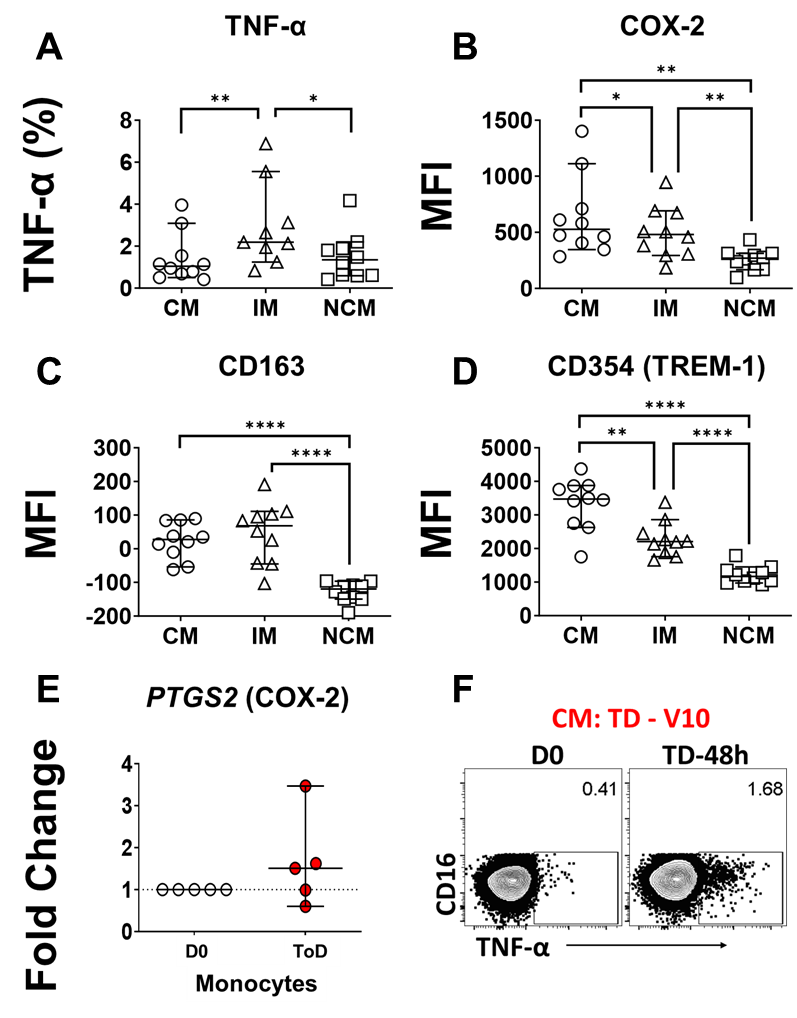 A
TNF-α
TNF-α (%)
** *
8
6
4
2
0
CM IM NCM
B
COX-2
MFI
**
* **
1500
1000
500
0
CM IM NCM
C
CD163
MFI
****
****
300
200
100
0
-100
-200
CM IM NCM
D
CD354 (TREM-1)
MFI
****
** ****
5000
4000
3000
2000
1000
0
CM IM NCM
E
PTGS2 (COX-2)
Fold Change
4
3
2
1
0
D0 ToD
Monocytes
F
CM: TD - V10
D0 TD-48h
0.41 1.68
CD16
TNF-α